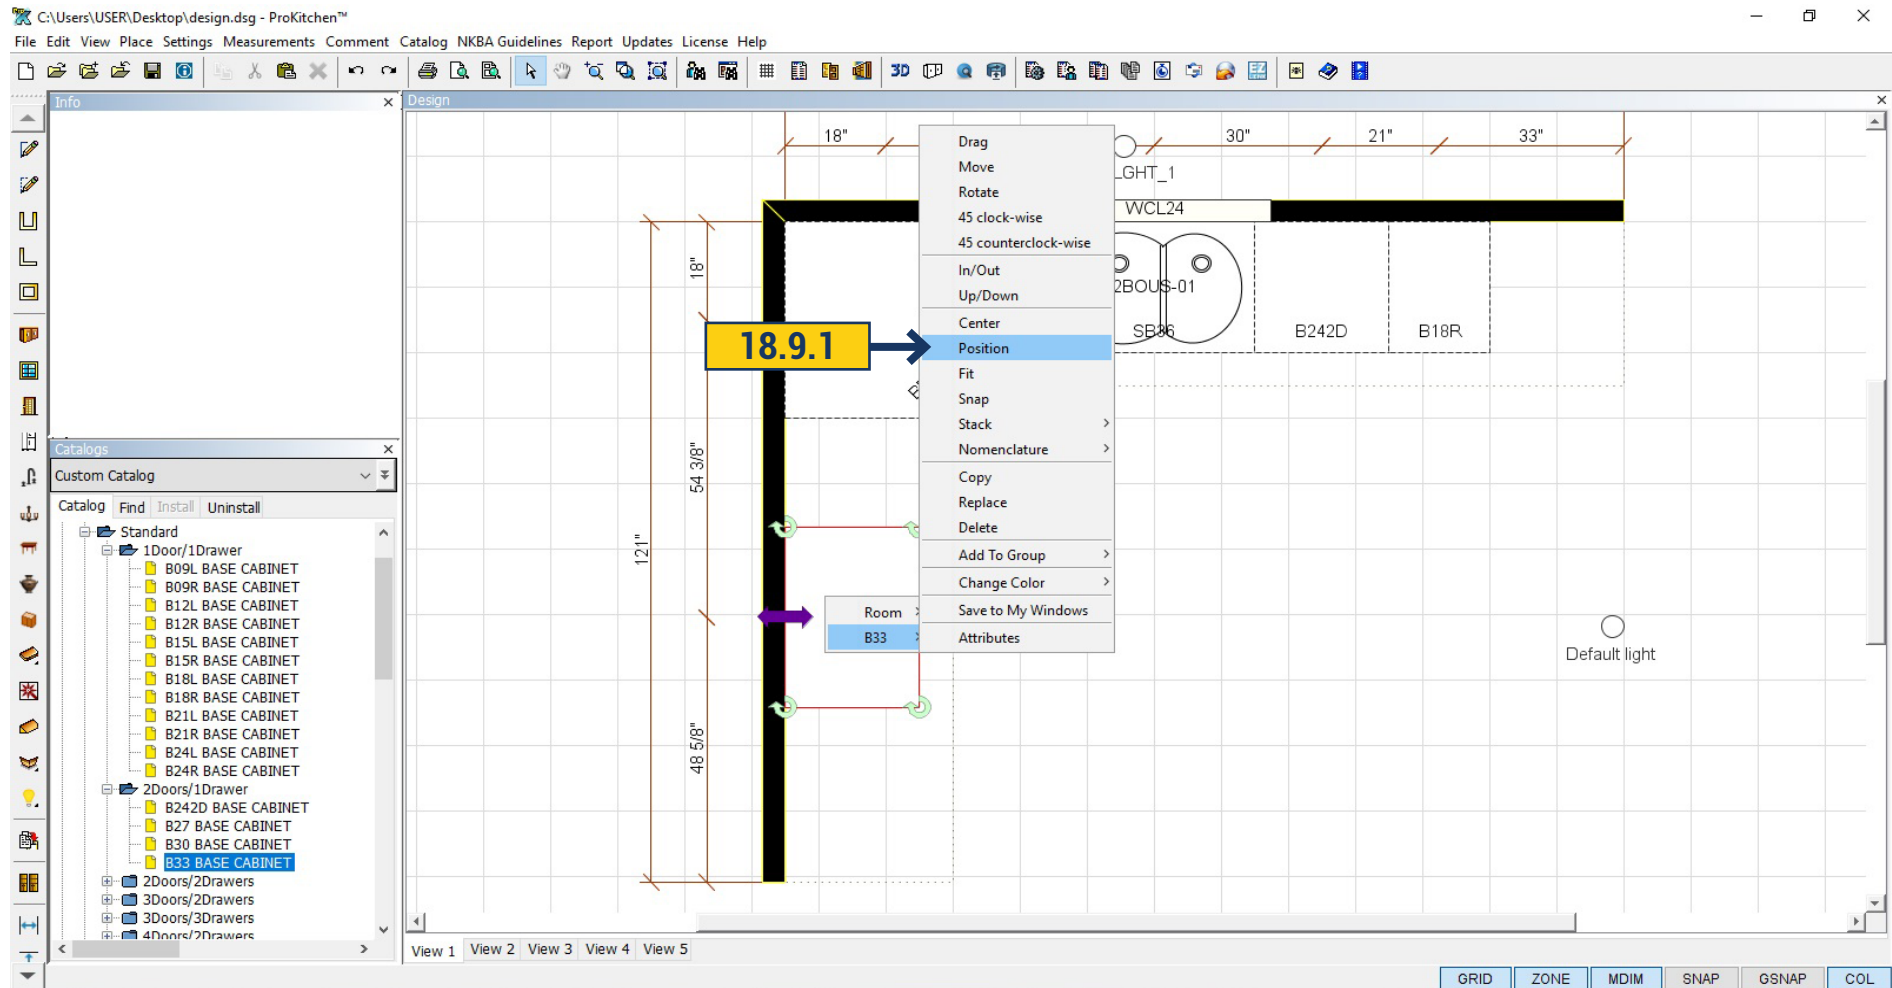 C:\Users\USER\Desktop\design.dsg - ProKitchen™
File Edit View Place Settings Measurements Comment Catalog NKBA Guidelines Report Updates License Help
3D
Info
Design
18"
30"
21"
33"
Drag
Move
Rotate
45 clock-wise
45 counterclock-wise
In/Out
Up/Down
Center
Position
Fit
Snap
Stack
Nomenclature
Copy
Replace
Delete
Add To Group
Change Color
Save to My Windows
Attributes
LGHT_1
WCL24
2BOUS-01
SB36
B242D
B18R
18"
18.9.1
54 3/8"
121"
48 5/8"
Room
B33
Default light
Catalogs
Custom Catalog
Catalog Find Install Uninstall
Standard
1Door/1Drawer
B09L BASE CABINET
B09R BASE CABINET
B12L BASE CABINET
B12R BASE CABINET
B15L BASE CABINET
B15R BASE CABINET
B18L BASE CABINET
B18R BASE CABINET
B21L BASE CABINET
B21R BASE CABINET
B24L BASE CABINET
B24R BASE CABINET
2Doors/1Drawer
B242D BASE CABINET
B27 BASE CABINET
B30 BASE CABINET
B33 BASE CABINET
2Doors/2Drawers
3Doors/2Drawers
3Doors/3Drawers
4Doors/2Drawers
View 1 View 2 View 3 View 4 View 5
GRID ZONE MDIM SNAP GSNAP COL